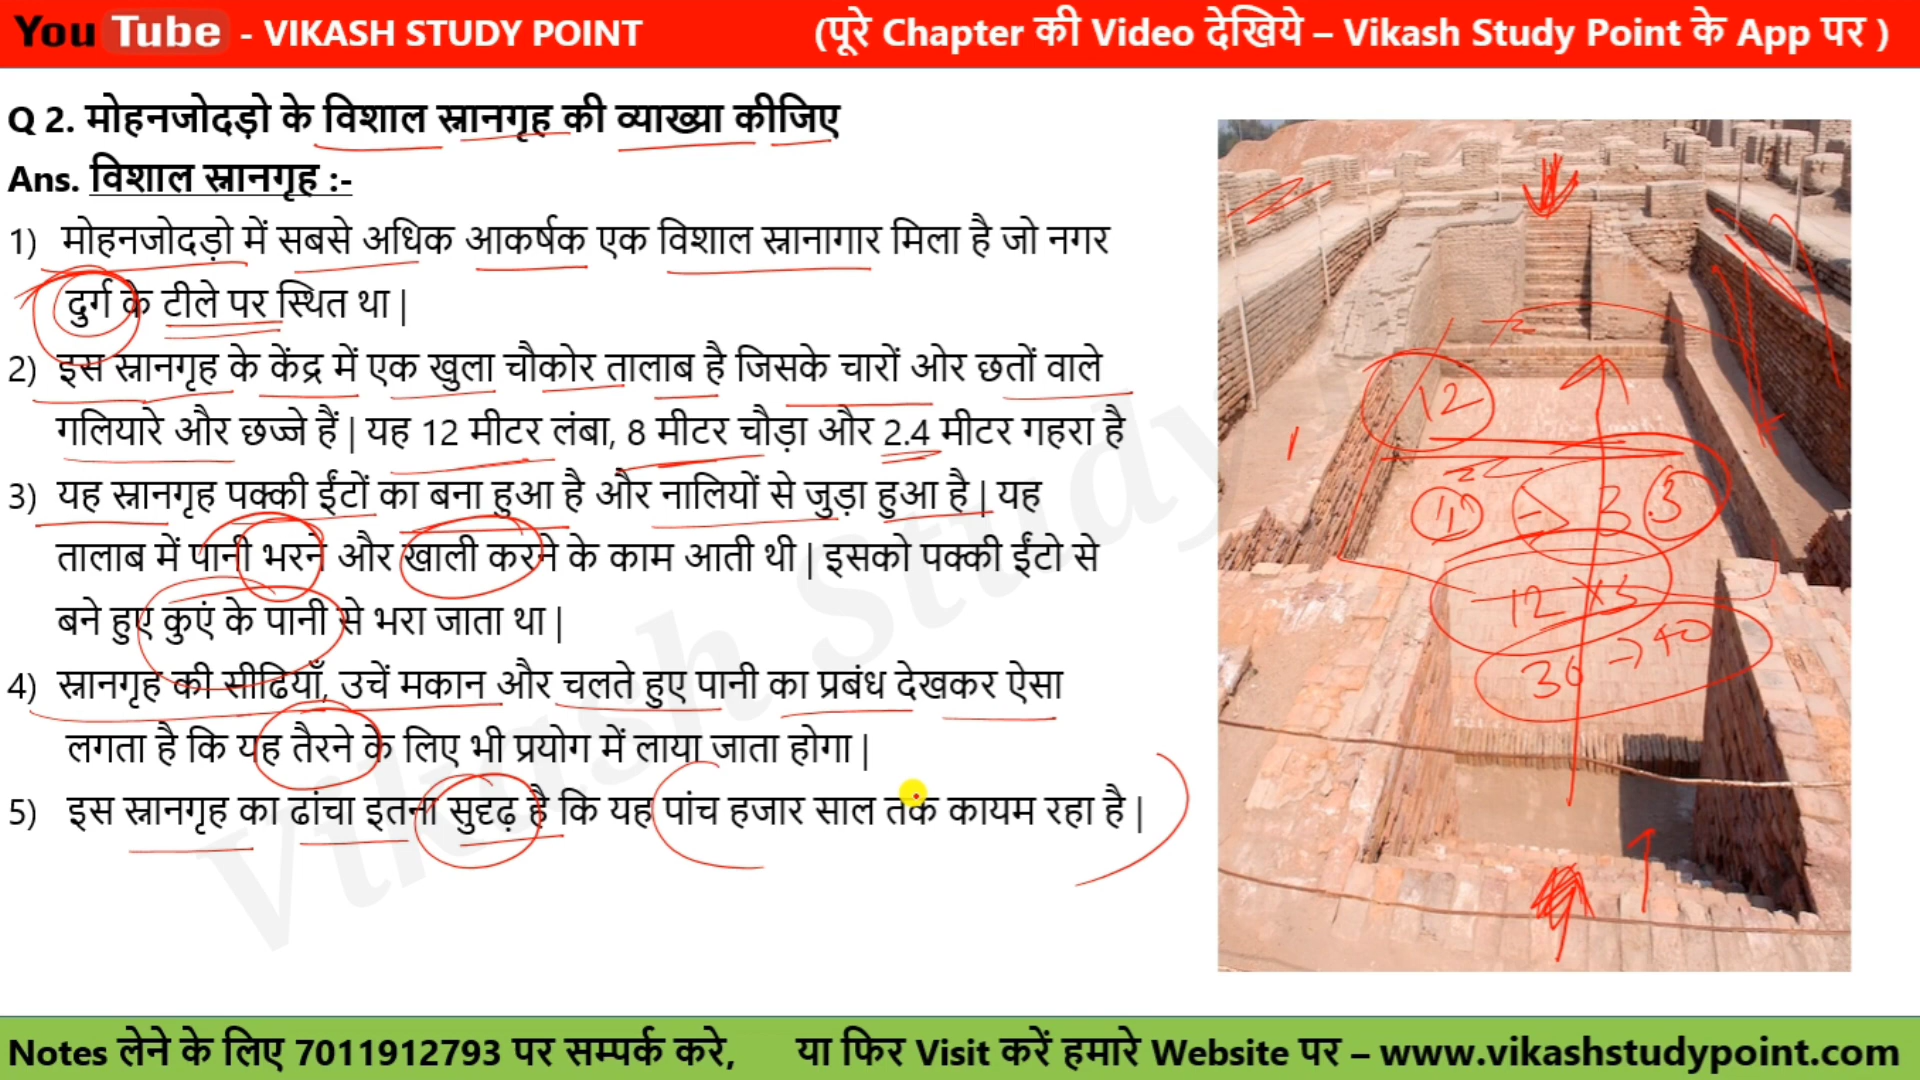 You Tube - VIKASH STUDY POINT (पूरे Chapter की Video देखिये – Vikash Study Point के App पर )
Q 2. मोहनजोदड़ो के विशाल स्नानगृह की व्याख्या कीजिए
Ans. विशाल स्नानगृह :-
1) मोहनजोदड़ो में सबसे अधिक आकर्षक एक विशाल स्नानागार मिला है जो नगर
दुर्ग के टीले पर स्थित था |
2) इस स्नानगृह के केंद्र में एक खुला चौकोर तालाब है जिसके चारों ओर छतों वाले
गलियारे और छज्जे हैं | यह 12 मीटर लंबा, 8 मीटर चौड़ा और 2.4 मीटर गहरा है
3) यह स्नानगृह पक्की ईंटों का बना हुआ है और नालियों से जुड़ा हुआ है | यह
तालाब में पानी भरने और खाली करने के काम आती थी | इसको पक्की ईंटो से
बने हुए कुएं के पानी से भरा जाता था |
4) स्नानगृह की सीढियाँ, उचें मकान और चलते हुए पानी का प्रबंध देखकर ऐसा
लगता है कि यह तैरने के लिए भी प्रयोग में लाया जाता होगा |
5) इस स्नानगृह का ढांचा इतना सुदृढ़ है कि यह पांच हजार साल तक कायम रहा है |
12
3
12 x 3
36 → 40
Vikash Study
Notes लेने के लिए 7011912793 पर सम्पर्क करे, या फिर Visit करें हमारे Website पर – www.vikashstudypoint.com